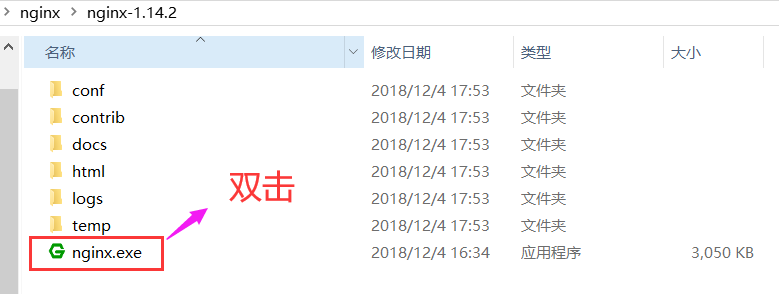 nginx > nginx-1.14.2
名称 修改日期 类型 大小
conf 2018/12/4 17:53 文件夹
contrib 2018/12/4 17:53 文件夹
docs 2018/12/4 17:53 文件夹
html 2018/12/4 17:53 文件夹
logs 2018/12/4 17:53 文件夹
temp 2018/12/4 17:53 文件夹
nginx.exe 2018/12/4 16:34 应用程序 3,050 KB
双击